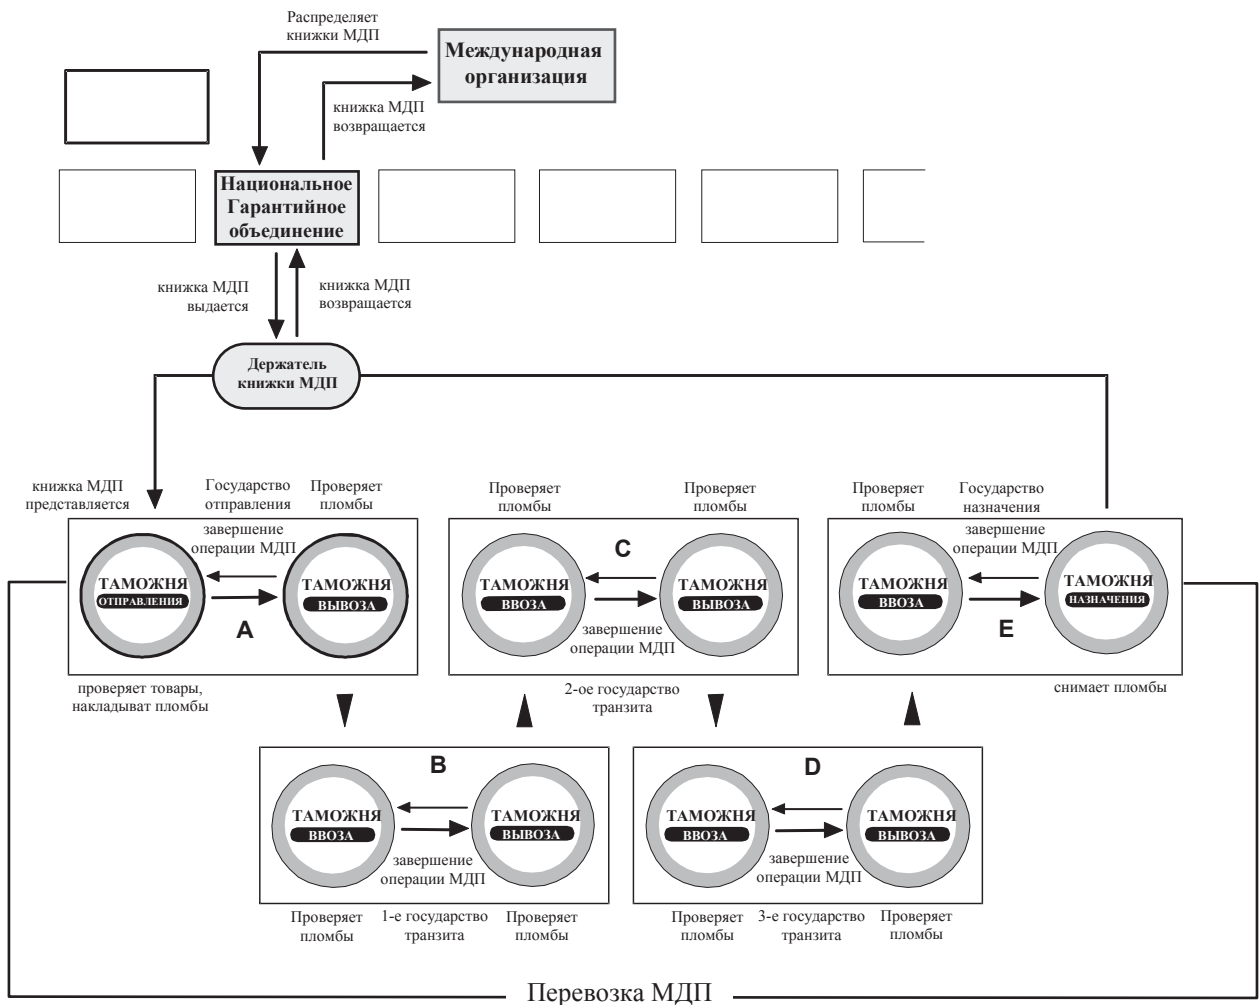 Распределяет
книжки МДП
Международная
организация
книжка МДП
возвращается
Национальное
Гарантийное
объединение
книжка МДП
выдается
книжка МДП
возвращается
Держатель
книжки МДП
книжка МДП
представляется
Государство
отправления
Проверяет
пломбы
завершение
операции МДП
ТАМОЖНЯ
ОТПРАВЛЕНИЯ
A
ТАМОЖНЯ
ВЫВОЗА
проверяет товары,
накладыват пломбы
Проверяет
пломбы
Проверяет
пломбы
C
ТАМОЖНЯ
ВВОЗА
ТАМОЖНЯ
ВЫВОЗА
завершение
операции МДП
2-ое государство
транзита
Проверяет
пломбы
Государство
назначения
завершение
операции МДП
ТАМОЖНЯ
ВВОЗА
E
ТАМОЖНЯ
НАЗНАЧЕНИЯ
снимает пломбы
B
ТАМОЖНЯ
ВВОЗА
ТАМОЖНЯ
ВЫВОЗА
завершение
операции МДП
Проверяет
пломбы
1-е государство
транзита
Проверяет
пломбы
D
ТАМОЖНЯ
ВВОЗА
ТАМОЖНЯ
ВЫВОЗА
завершение
операции МДП
Проверяет
пломбы
3-е государство
транзита
Проверяет
пломбы
Перевозка МДП